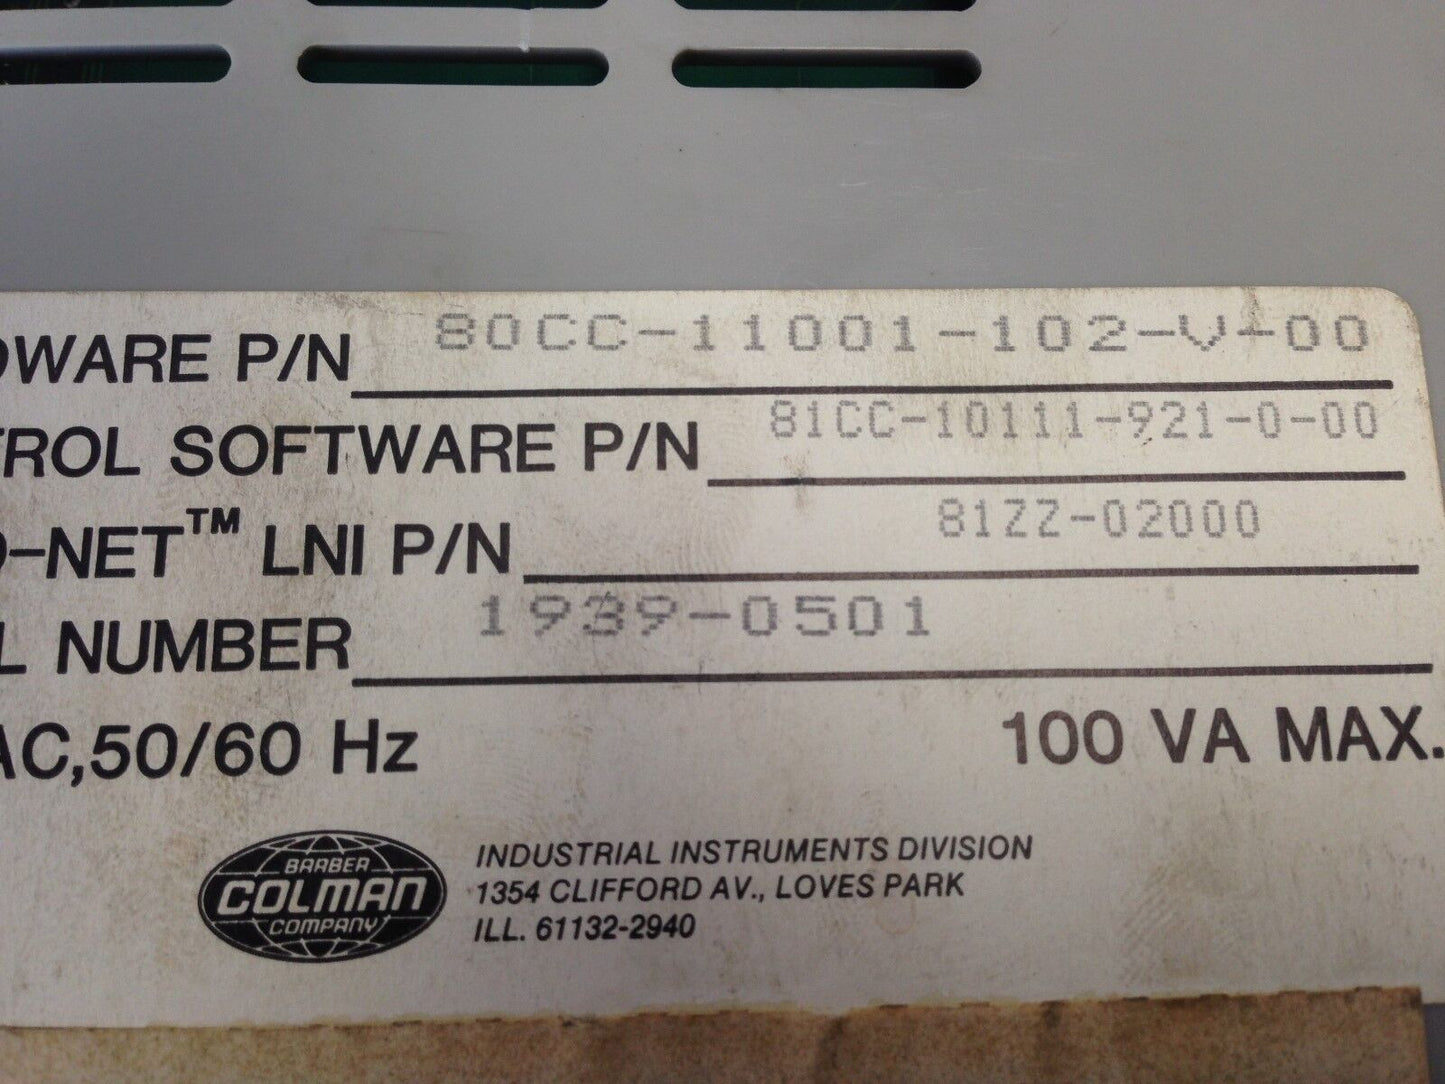 DWARE P/N 80CC-11001-102-V-00
TROL SOFTWARE P/N 81CC-10111-921-0-00
-NET™ LNI P/N 81ZZ-02000
L NUMBER 1939-0501
AC,50/60 Hz 100 VA MAX.
BARBER
COLMAN
COMPANY
INDUSTRIAL INSTRUMENTS DIVISION
1354 CLIFFORD AV., LOVES PARK
ILL. 61132-2940